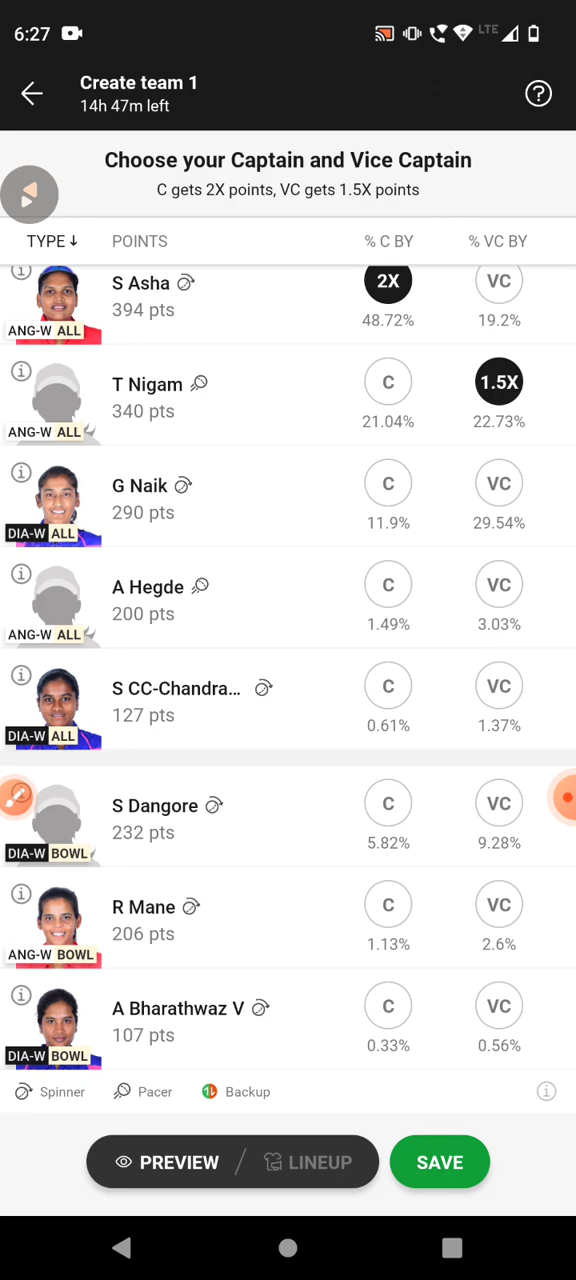 6:27 LTE
Create team 1
14h 47m left
Choose your Captain and Vice Captain
C gets 2X points, VC gets 1.5X points
TYPE POINTS % C BY % VC BY
S Asha 2X VC
394 pts 48.72% 19.2%
ANG-W ALL
T Nigam C 1.5X
340 pts 21.04% 22.73%
ANG-W ALL
G Naik C VC
290 pts 11.9% 29.54%
DIA-W ALL
A Hegde C VC
200 pts 1.49% 3.03%
ANG-W ALL
S CC-Chandra... C VC
127 pts 0.61% 1.37%
DIA-W ALL
S Dangore C VC
232 pts 5.82% 9.28%
DIA-W BOWL
R Mane C VC
206 pts 1.13% 2.6%
ANG-W BOWL
A Bharathwaz V C VC
107 pts 0.33% 0.56%
DIA-W BOWL
Spinner Pacer Backup
PREVIEW / LINEUP SAVE